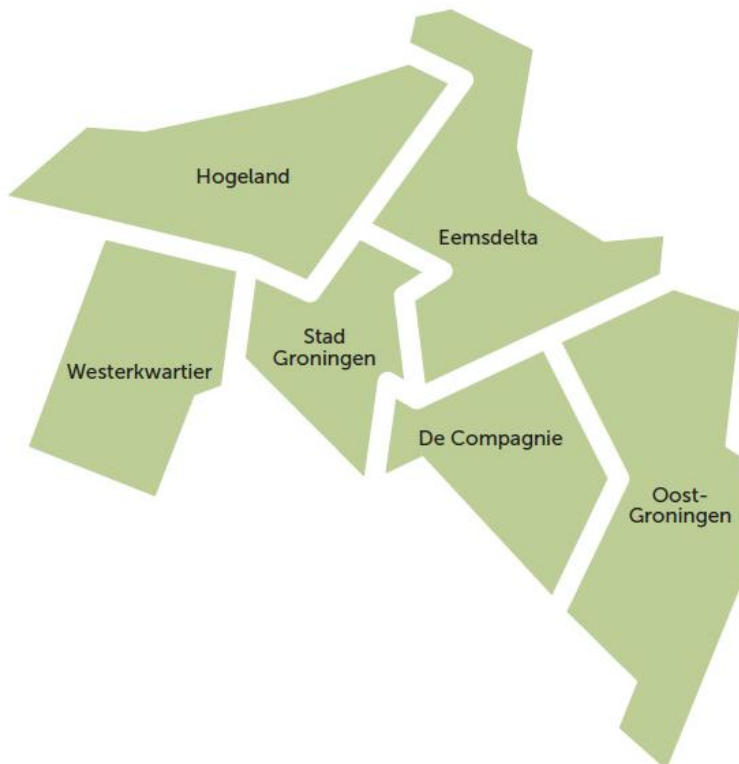 Hogeland
Eemsdelta
Stad
Groningen
Westerkwartier
De Compagnie
Oost-
Groningen